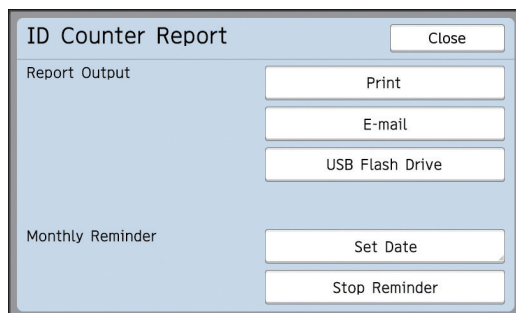 ID Counter Report
Close
Report Output
Print
E-mail
USB Flash Drive
Monthly Reminder
Set Date
Stop Reminder